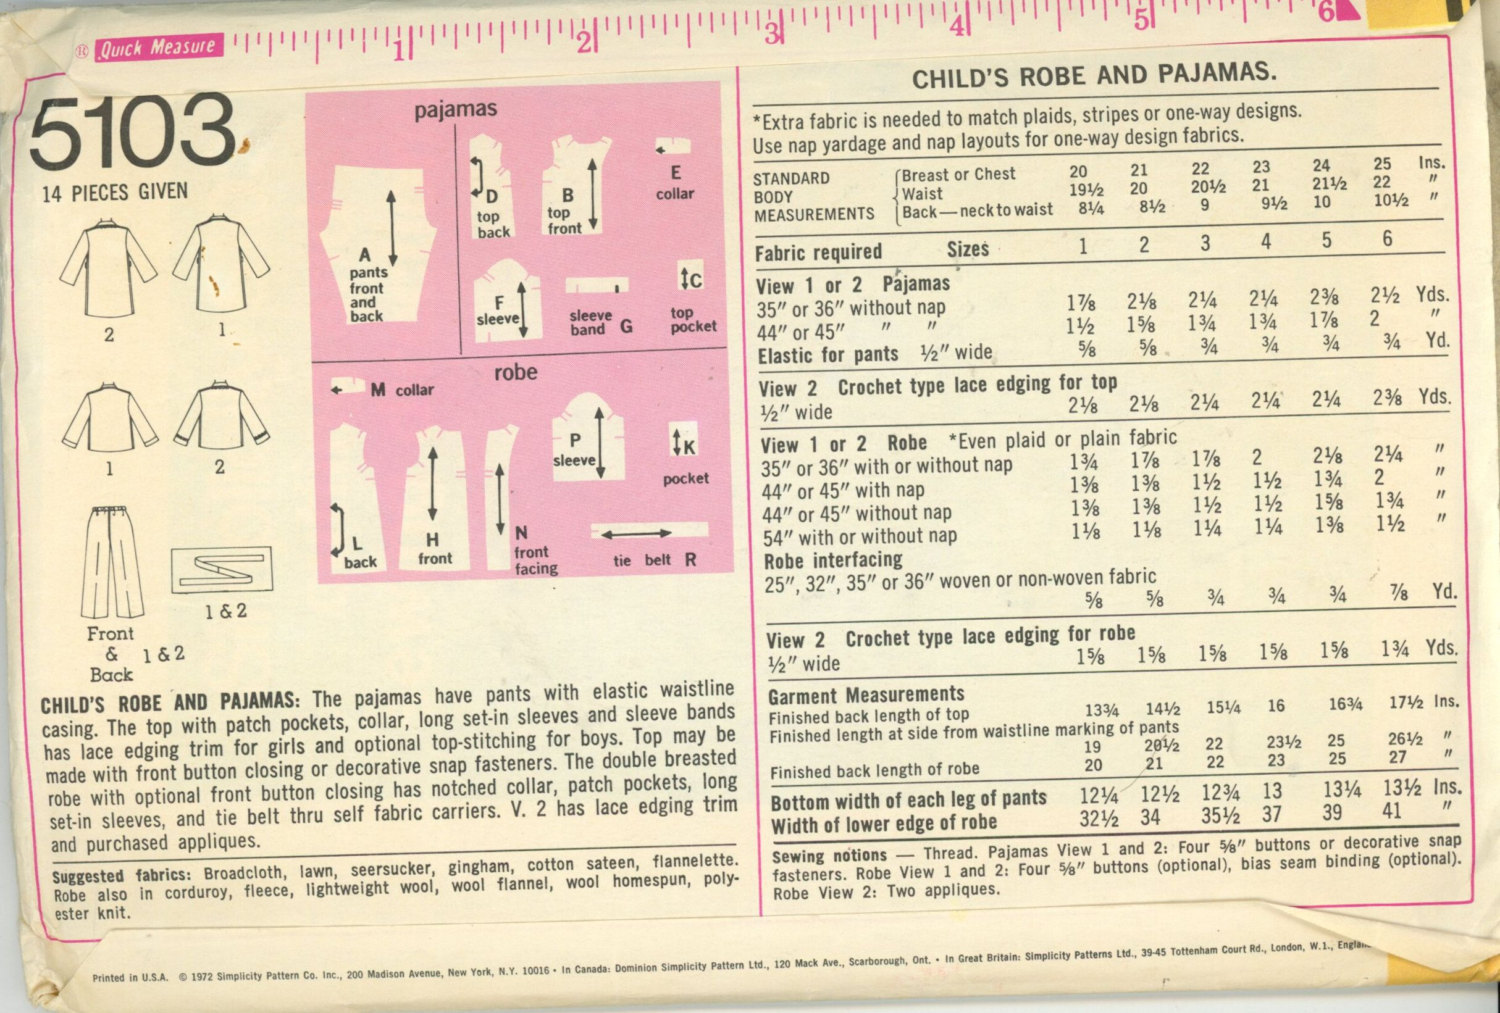 ® Quick Measure 1 2 3 4 5 6
5103
14 PIECES GIVEN
2
1
1
2
Front
&
Back
1 & 2
1 & 2
pajamas
A
pants
front
and
back
D
top
back
B
top
front
E
collar
F
sleeve
sleeve
band G
C
top
pocket
robe
M collar
L
back
H
front
N
front
facing
P
sleeve
K
pocket
tie belt R
CHILD'S ROBE AND PAJAMAS: The pajamas have pants with elastic waistline
casing. The top with patch pockets, collar, long set-in sleeves and sleeve bands
has lace edging trim for girls and optional top-stitching for boys. Top may be
made with front button closing or decorative snap fasteners. The double breasted
robe with optional front button closing has notched collar, patch pockets, long
set-in sleeves, and tie belt thru self fabric carriers. V. 2 has lace edging trim
and purchased appliques.
Suggested fabrics: Broadcloth, lawn, seersucker, gingham, cotton sateen, flannelette.
Robe also in corduroy, fleece, lightweight wool, wool flannel, wool homespun, poly-
ester knit.
CHILD'S ROBE AND PAJAMAS.
*Extra fabric is needed to match plaids, stripes or one-way designs.
Use nap yardage and nap layouts for one-way design fabrics.
STANDARD Breast or Chest 20 21 22 23 24 25 Ins.
BODY Waist 19½ 20 20½ 21 21½ 22 "
MEASUREMENTS Back—neck to waist 8¼ 8½ 9 9½ 10 10½ "
Fabric required Sizes 1 2 3 4 5 6
View 1 or 2 Pajamas
35" or 36" without nap 1⅞ 2⅛ 2¼ 2¼ 2⅜ 2½ Yds.
44" or 45" " " 1½ 1⅝ 1¾ 1¾ 1⅞ 2 "
Elastic for pants ½" wide ⅝ ⅝ ¾ ¾ ¾ ¾ Yd.
View 2 Crochet type lace edging for top
½" wide 2⅛ 2⅛ 2¼ 2¼ 2¼ 2⅜ Yds.
View 1 or 2 Robe *Even plaid or plain fabric
35" or 36" with or without nap 1¾ 1⅞ 1⅞ 2 2⅛ 2¼ "
44" or 45" with nap 1⅜ 1⅜ 1½ 1½ 1¾ 2 "
44" or 45" without nap 1⅜ 1⅜ 1½ 1½ 1⅝ 1¾ "
54" with or without nap 1⅛ 1⅛ 1¼ 1¼ 1⅜ 1½ "
Robe interfacing
25", 32", 35" or 36" woven or non-woven fabric
⅝ ⅝ ¾ ¾ ¾ ⅞ Yd.
View 2 Crochet type lace edging for robe
½" wide 1⅝ 1⅝ 1⅝ 1⅝ 1⅝ 1¾ Yds.
Garment Measurements
Finished back length of top 13¾ 14½ 15¼ 16 16¾ 17½ Ins.
Finished length at side from waistline marking of pants
19 20½ 22 23½ 25 26½ "
Finished back length of robe 20 21 22 23 25 27 "
Bottom width of each leg of pants 12¼ 12½ 12¾ 13 13¼ 13½ Ins.
Width of lower edge of robe 32½ 34 35½ 37 39 41 "
Sewing notions — Thread. Pajamas View 1 and 2: Four ⅝" buttons or decorative snap
fasteners. Robe View 1 and 2: Four ⅝" buttons (optional), bias seam binding (optional).
Robe View 2: Two appliques.
Printed in U.S.A. © 1972 Simplicity Pattern Co. Inc., 200 Madison Avenue, New York, N.Y. 10016 • In Canada: Dominion Simplicity Pattern Ltd., 120 Mack Ave., Scarborough, Ont. • In Great Britain: Simplicity Patterns Ltd., 39-45 Tottenham Court Rd., London, W.1.,